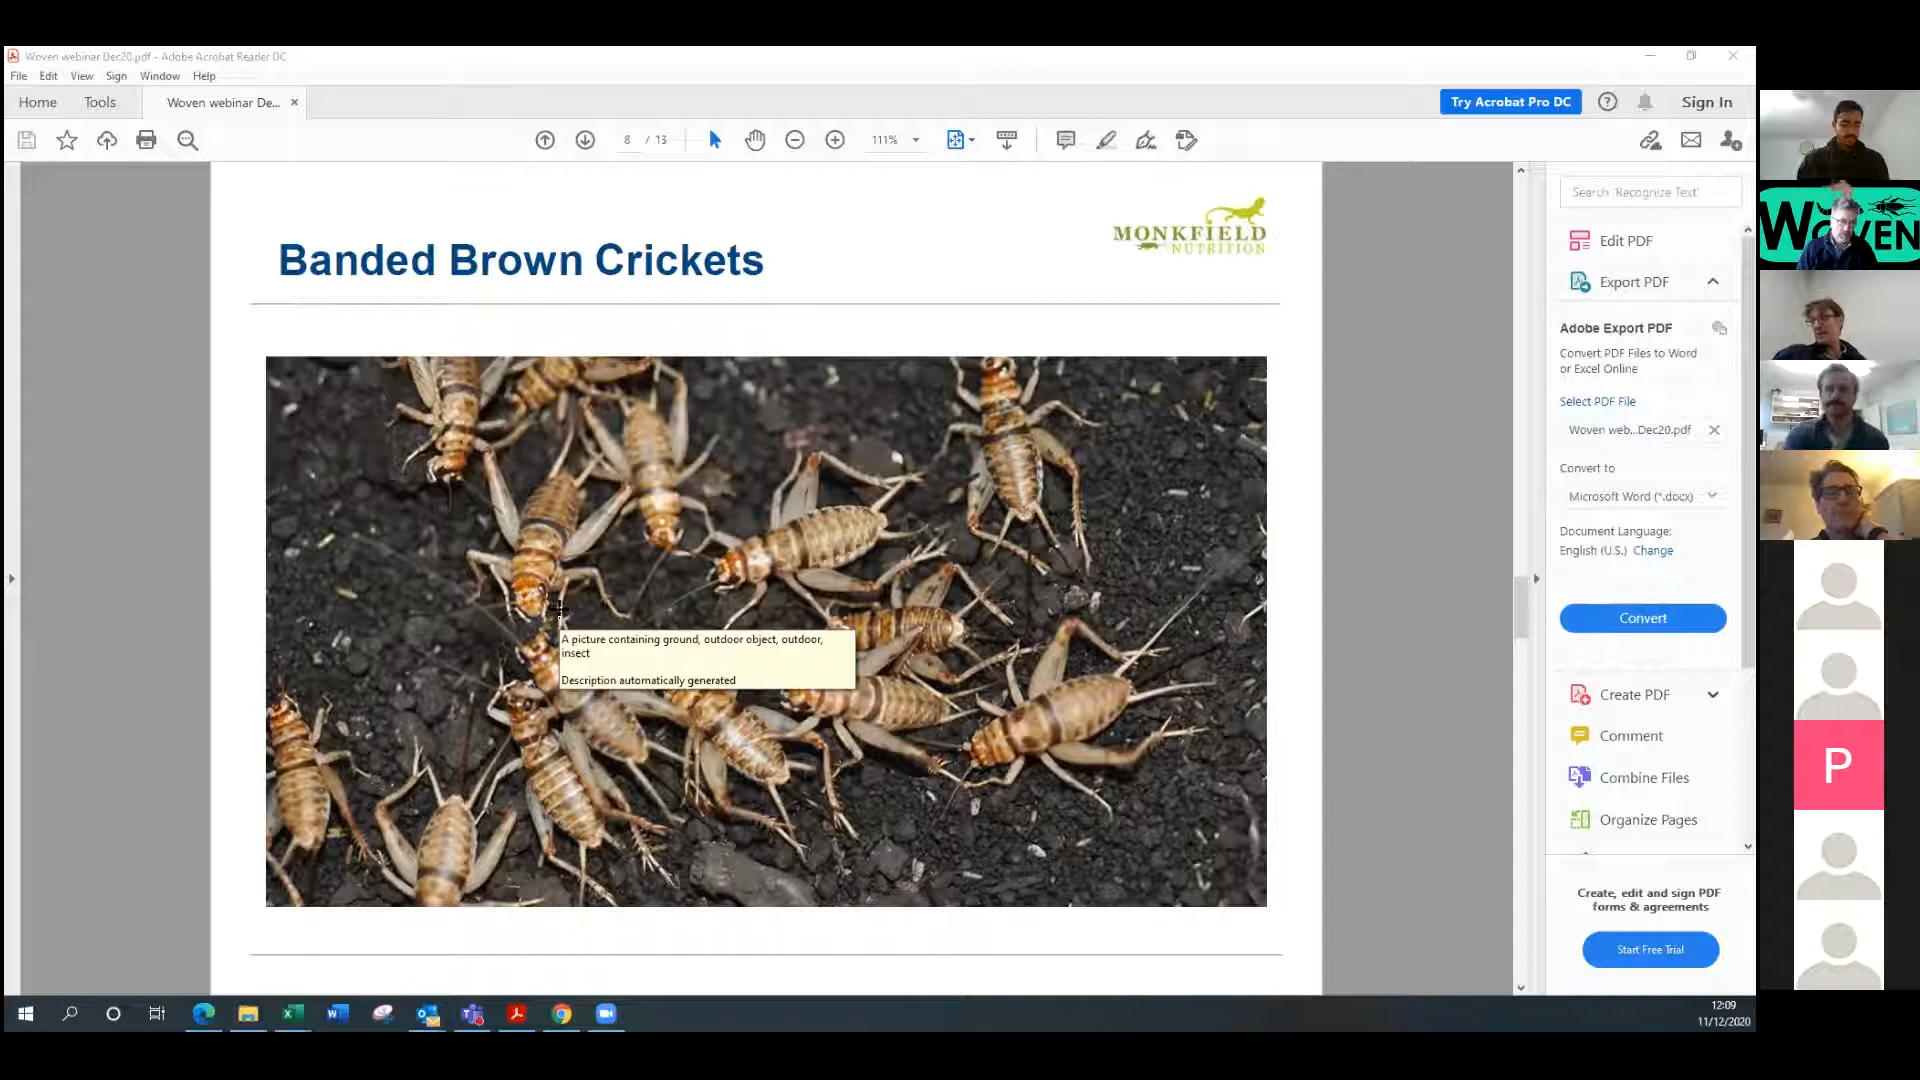 Woven webinar Dec20.pdf - Adobe Acrobat Reader DC
File Edit View Sign Window Help
Home Tools Woven webinar De... ×
Try Acrobat Pro DC
Sign In
8 / 13
111%
Search 'Recognize Text'
Edit PDF
Export PDF
Adobe Export PDF
Convert PDF Files to Word
or Excel Online
Select PDF File
Woven web...Dec20.pdf
Convert to
Microsoft Word (*.docx)
Document Language:
English (U.S.) Change
Convert
Create PDF
Comment
Combine Files
Organize Pages
Create, edit and sign PDF
forms & agreements
Start Free Trial
MONKFIELD
NUTRITION
Banded Brown Crickets
A picture containing ground, outdoor object, outdoor,
insect
Description automatically generated
WOVEN
P
12:09
11/12/2020